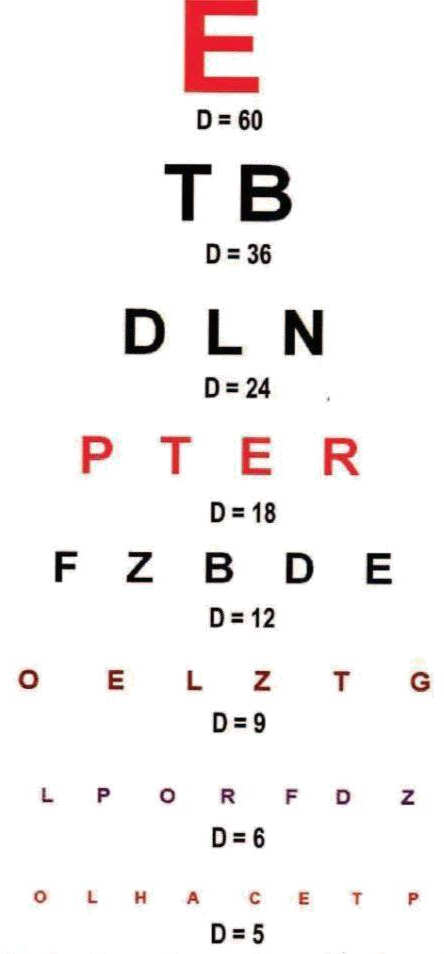 E
D = 60
T B
D = 36
D L N
D = 24
P T E R
D = 18
F Z B D E
D = 12
O E L Z T G
D = 9
L P O R F D Z
D = 6
O L H A C E T P
D = 5